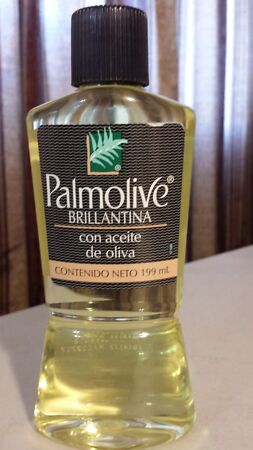 Palmolive®
BRILLANTINA
con aceite
de oliva
CONTENIDO NETO 199 mL